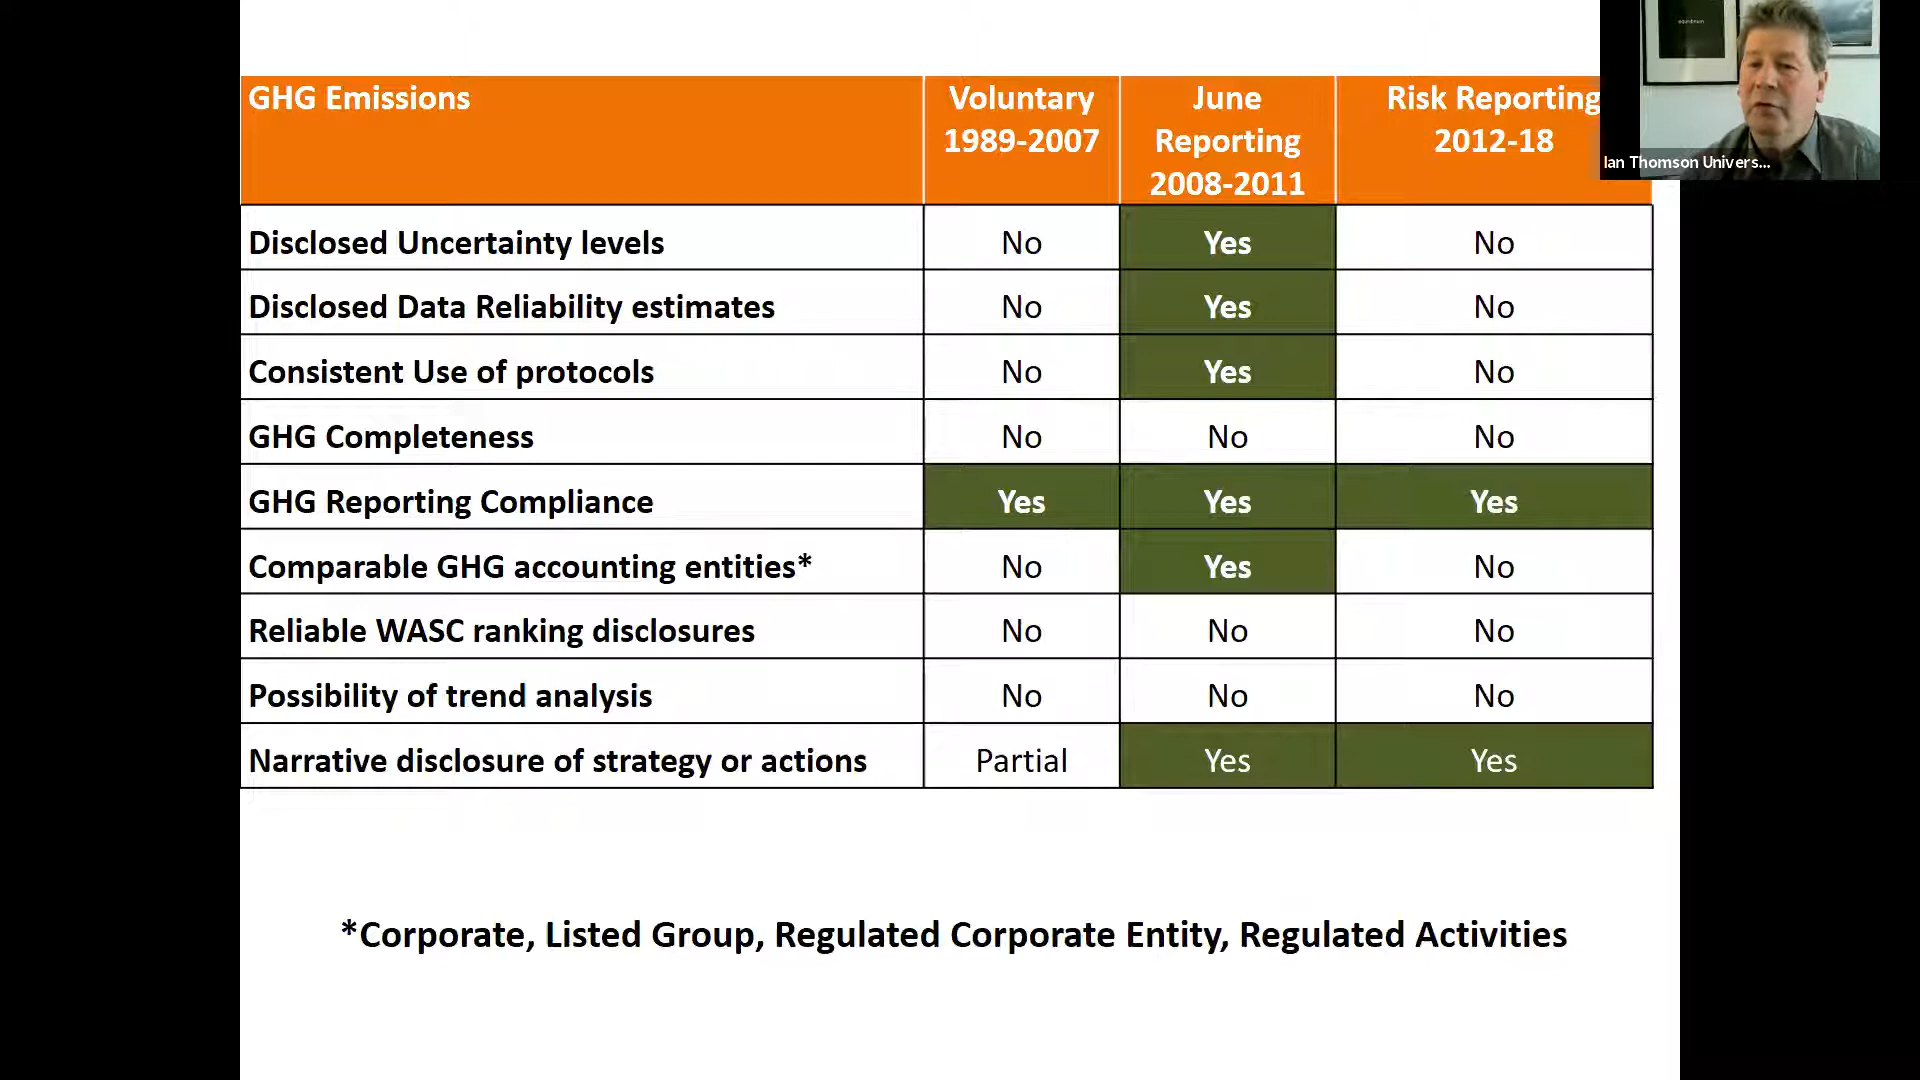 GHG Emissions
Voluntary
1989-2007
June
Reporting
2008-2011
Risk Reporting
2012-18
Ian Thomson Univers...
Disclosed Uncertainty levels No Yes No
Disclosed Data Reliability estimates No Yes No
Consistent Use of protocols No Yes No
GHG Completeness No No No
GHG Reporting Compliance Yes Yes Yes
Comparable GHG accounting entities* No Yes No
Reliable WASC ranking disclosures No No No
Possibility of trend analysis No No No
Narrative disclosure of strategy or actions Partial Yes Yes
*Corporate, Listed Group, Regulated Corporate Entity, Regulated Activities